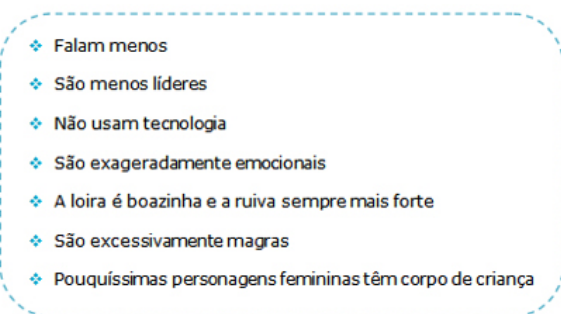 Falam menos
São menos líderes
Não usam tecnologia
São exageradamente emocionais
A loira é boazinha e a ruiva sempre mais forte
São excessivamente magras
Pouquíssimas personagens femininas têm corpo de criança